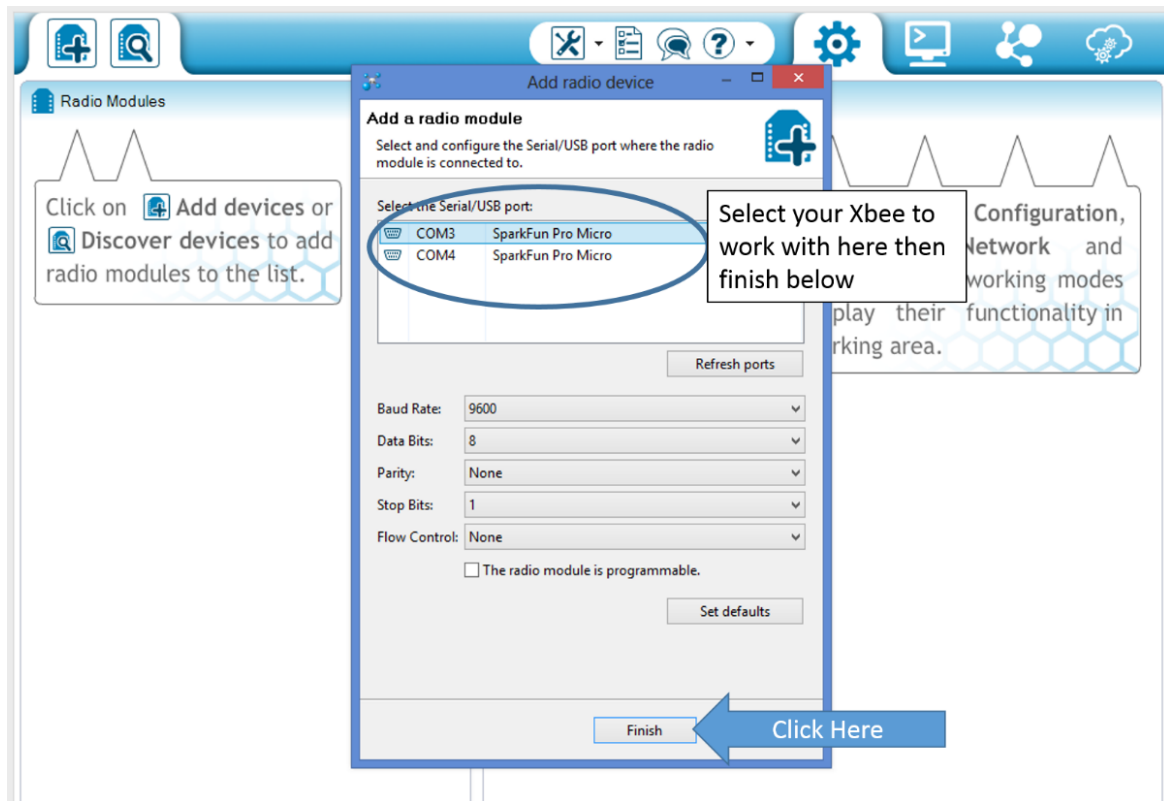 Radio Modules
Click on Add devices or
Discover devices to add
radio modules to the list.
Add radio device
Add a radio module
Select and configure the Serial/USB port where the radio
module is connected to.
Select the Serial/USB port:
COM3 SparkFun Pro Micro
COM4 SparkFun Pro Micro
Refresh ports
Baud Rate: 9600
Data Bits: 8
Parity: None
Stop Bits: 1
Flow Control: None
The radio module is programmable.
Set defaults
Finish
Select your Xbee to
work with here then
finish below
Click Here
Configuration,
Network and
working modes
play their functionality in
rking area.